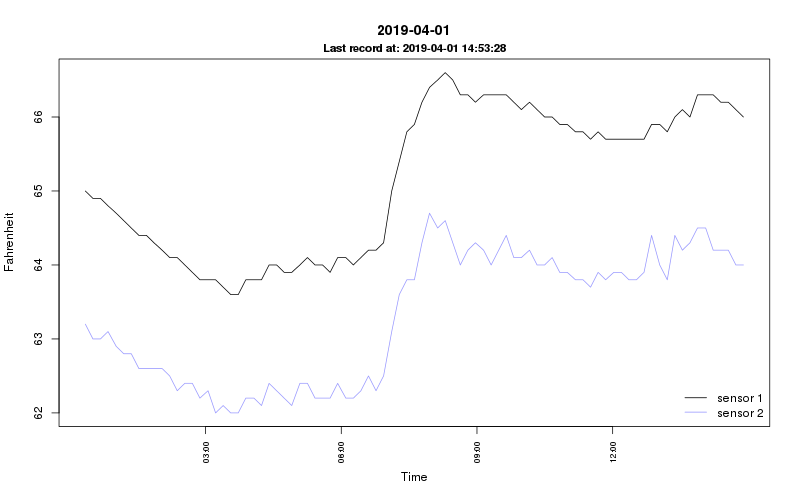 2019-04-01
Last record at: 2019-04-01 14:53:28
Fahrenheit
66
65
64
63
62
sensor 1
sensor 2
03:00
06:00
09:00
12:00
Time